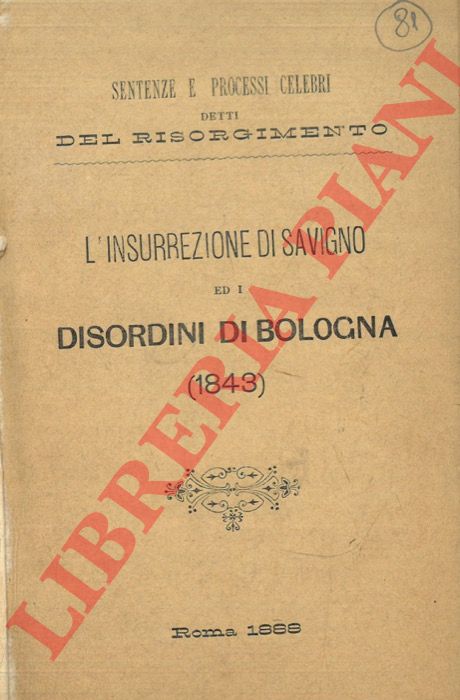 81
SENTENZE E PROCESSI CELEBRI
DETTI
DEL RISORGIMENTO
L'INSURREZIONE DI SAVIGNO
ED I
DISORDINI DI BOLOGNA
(1843)
Roma 1888
LIBRERIA PIANI